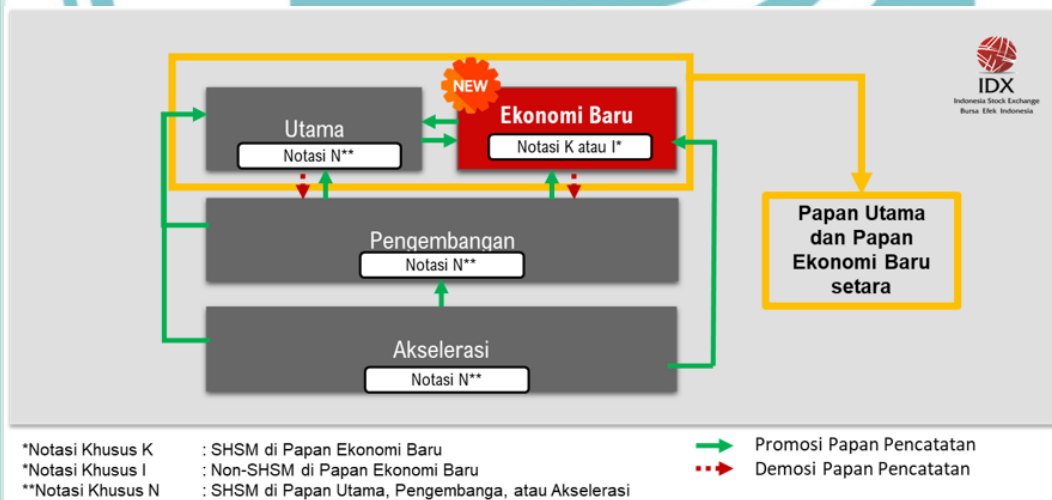 NEW
IDX
Indonesia Stock Exchange
Bursa Efek Indonesia
Utama
Notasi N**
Ekonomi Baru
Notasi K atau I*
Pengembangan
Notasi N**
Papan Utama
dan Papan
Ekonomi Baru
setara
Akselerasi
Notasi N**
*Notasi Khusus K : SHSM di Papan Ekonomi Baru
*Notasi Khusus I : Non-SHSM di Papan Ekonomi Baru
**Notasi Khusus N : SHSM di Papan Utama, Pengembanga, atau Akselerasi
Promosi Papan Pencatatan
Demosi Papan Pencatatan